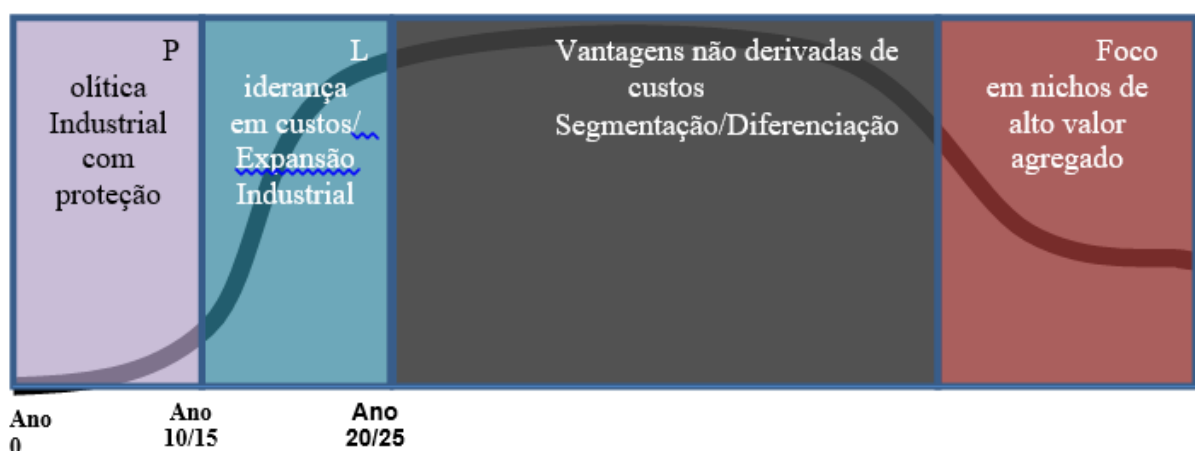 P
olítica
Industrial
com
proteção
L
iderança
em custos/
Expansão
Industrial
Vantagens não derivadas de
custos
Segmentação/Diferenciação
Foco
em nichos de
alto valor
agregado
Ano
0
Ano
10/15
Ano
20/25